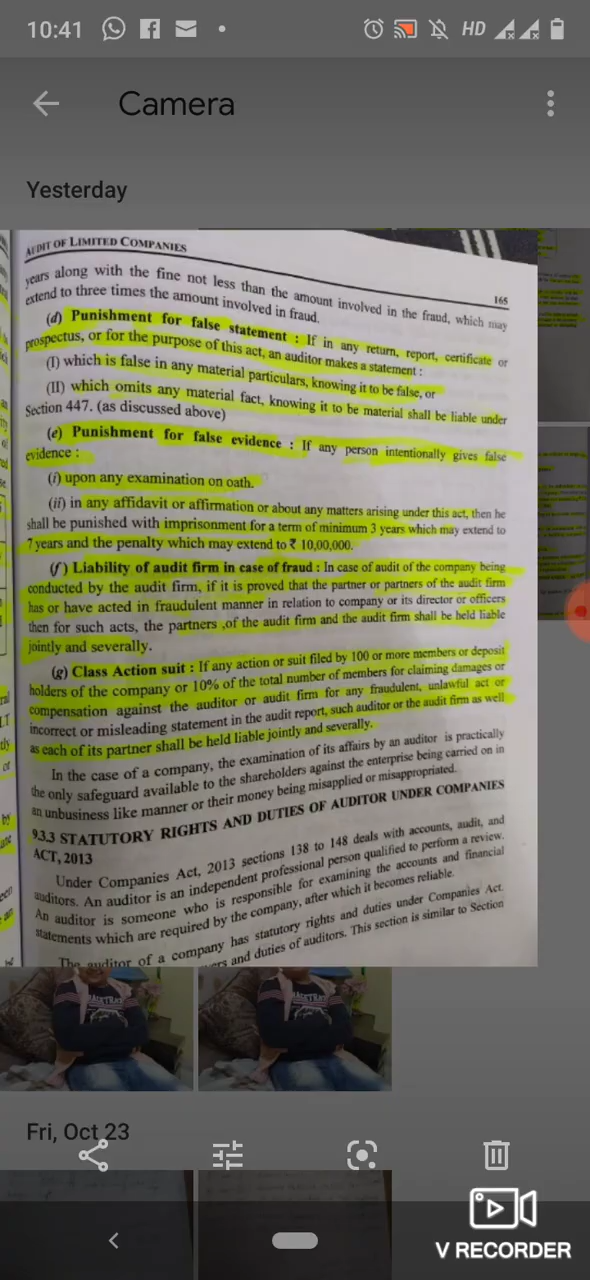 10:41 HD
Camera
Yesterday
AUDIT OF LIMITED COMPANIES
165
years along with the fine not less than the amount involved in the fraud, which may
extend to three times the amount involved in fraud.
(d) Punishment for false statement : If in any return, report, certificate or
prospectus, or for the purpose of this act, an auditor makes a statement :
(I) which is false in any material particulars, knowing it to be false, or
(II) which omits any material fact, knowing it to be material shall be liable under
Section 447. (as discussed above)
(e) Punishment for false evidence : If any person intentionally gives false
evidence :
(i) upon any examination on oath.
(ii) in any affidavit or affirmation or about any matters arising under this act, then he
shall be punished with imprisonment for a term of minimum 3 years which may extend to
7 years and the penalty which may extend to ₹ 10,00,000.
(f) Liability of audit firm in case of fraud : In case of audit of the company being
conducted by the audit firm, if it is proved that the partner or partners of the audit firm
has or have acted in fraudulent manner in relation to company or its director or officers
then for such acts, the partners ,of the audit firm and the audit firm shall be held liable
jointly and severally.
(g) Class Action suit : If any action or suit filed by 100 or more members or deposit
holders of the company or 10% of the total number of members for claiming damages or
compensation against the auditor or audit firm for any fraudulent, unlawful act or
incorrect or misleading statement in the audit report, such auditor or the audit firm as well
as each of its partner shall be held liable jointly and severally.
In the case of a company, the examination of its affairs by an auditor is practically
the only safeguard available to the shareholders against the enterprise being carried on in
an unbusiness like manner or their money being misapplied or misappropriated.
9.3.3 STATUTORY RIGHTS AND DUTIES OF AUDITOR UNDER COMPANIES
ACT, 2013
Under Companies Act, 2013 sections 138 to 148 deals with accounts, audit, and
auditors. An auditor is an independent professional person qualified to perform a review.
An auditor is someone who is responsible for examining the accounts and financial
statements which are required by the company, after which it becomes reliable.
The auditor of a company has statutory rights and duties under Companies Act.
and duties of auditors. This section is similar to Section
Fri, Oct 23
V RECORDER